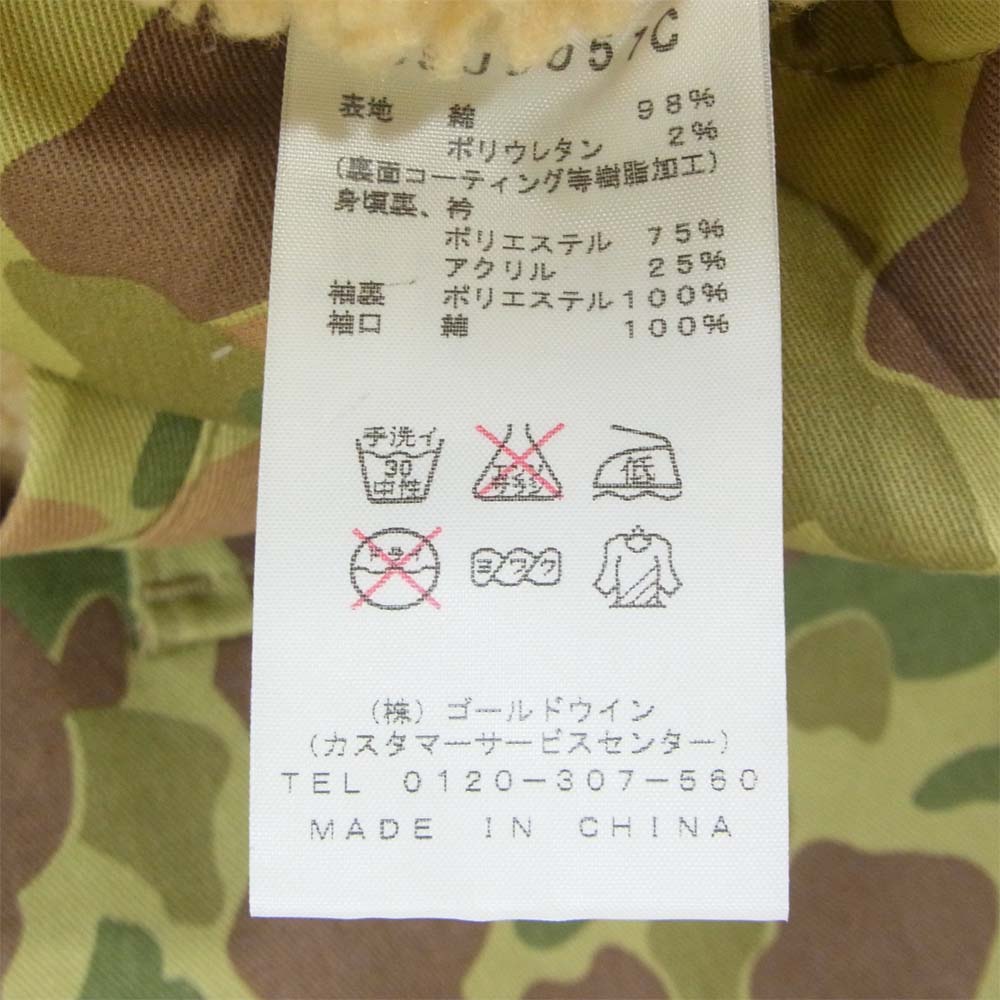 51C
表地 綿 98%
ポリウレタン 2%
(裏面コーティング等樹脂加工)
身頃裏、衿
ポリエステル 75%
アクリル 25%
袖裏 ポリエステル 100%
袖口 綿 100%
手洗イ
30
中性
低
ヨワク
(株) ゴールドウイン
(カスタマーサービスセンター)
TEL 0120-307-560
MADE IN CHINA